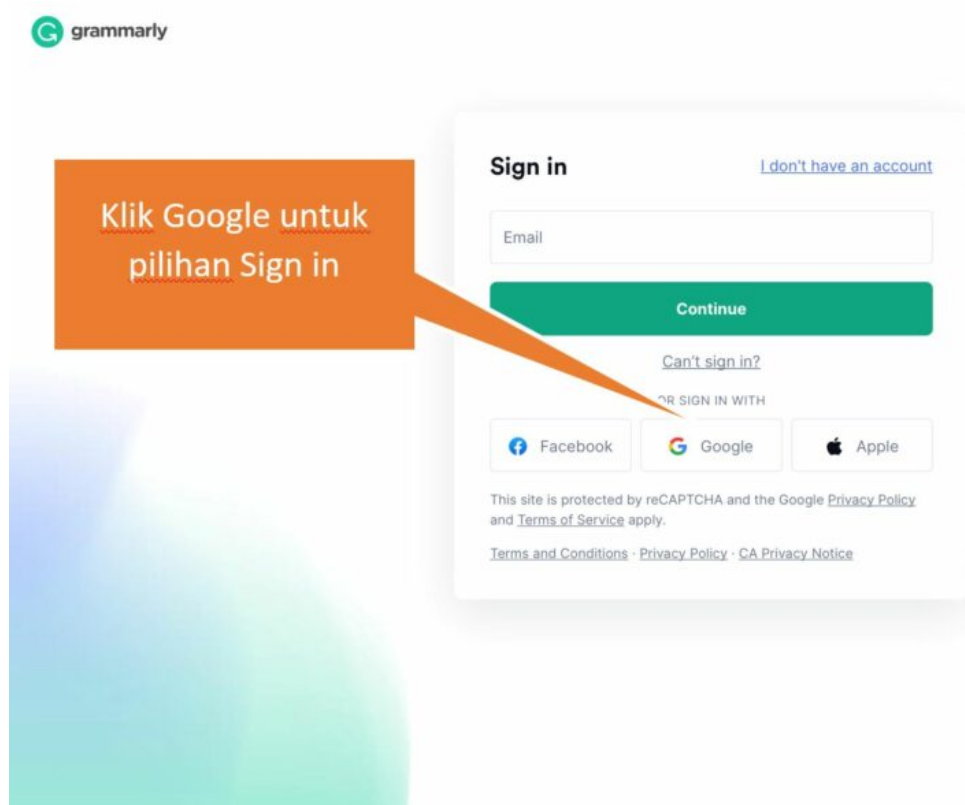 grammarly
Sign in
I don't have an account
Klik Google untuk
pilihan Sign in
Email
Continue
Can't sign in?
OR SIGN IN WITH
Facebook
Google
Apple
This site is protected by reCAPTCHA and the Google Privacy Policy
and Terms of Service apply.
Terms and Conditions · Privacy Policy · CA Privacy Notice